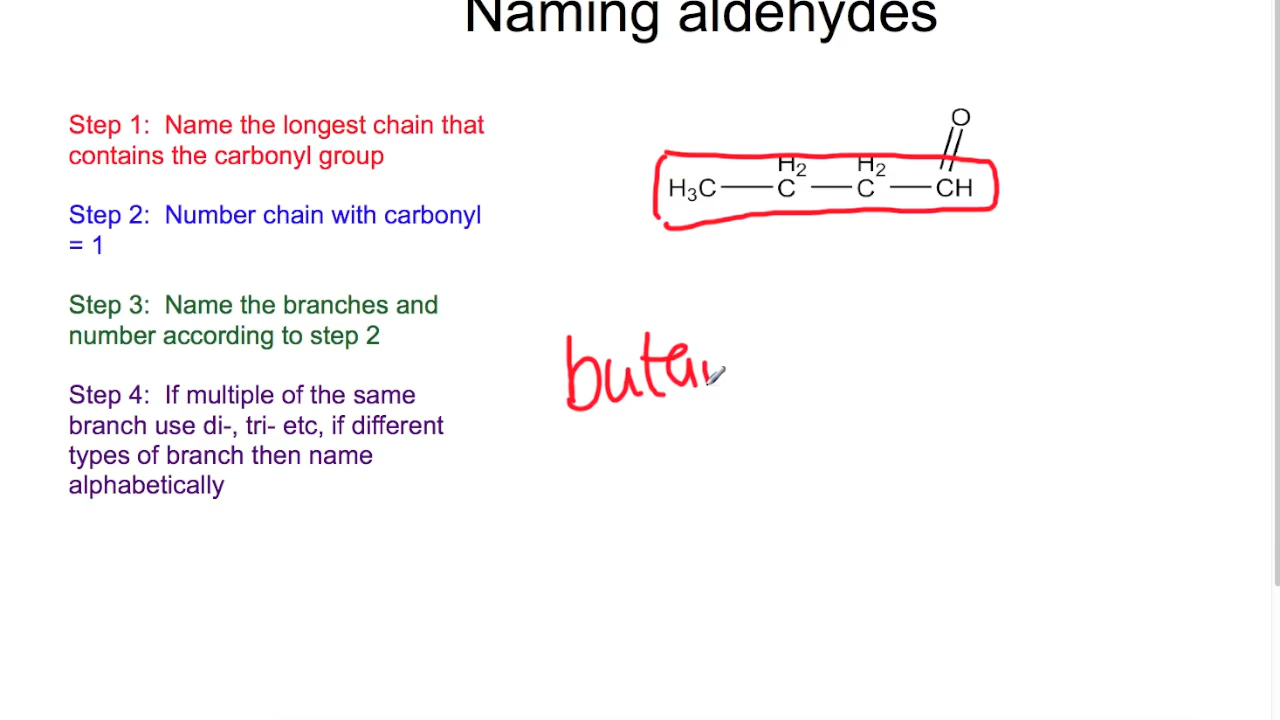 Naming aldehydes
Step 1: Name the longest chain that
contains the carbonyl group
Step 2: Number chain with carbonyl
= 1
Step 3: Name the branches and
number according to step 2
Step 4: If multiple of the same
branch use di-, tri- etc, if different
types of branch then name
alphabetically
O
H2 H2
H3C C C CH
butan